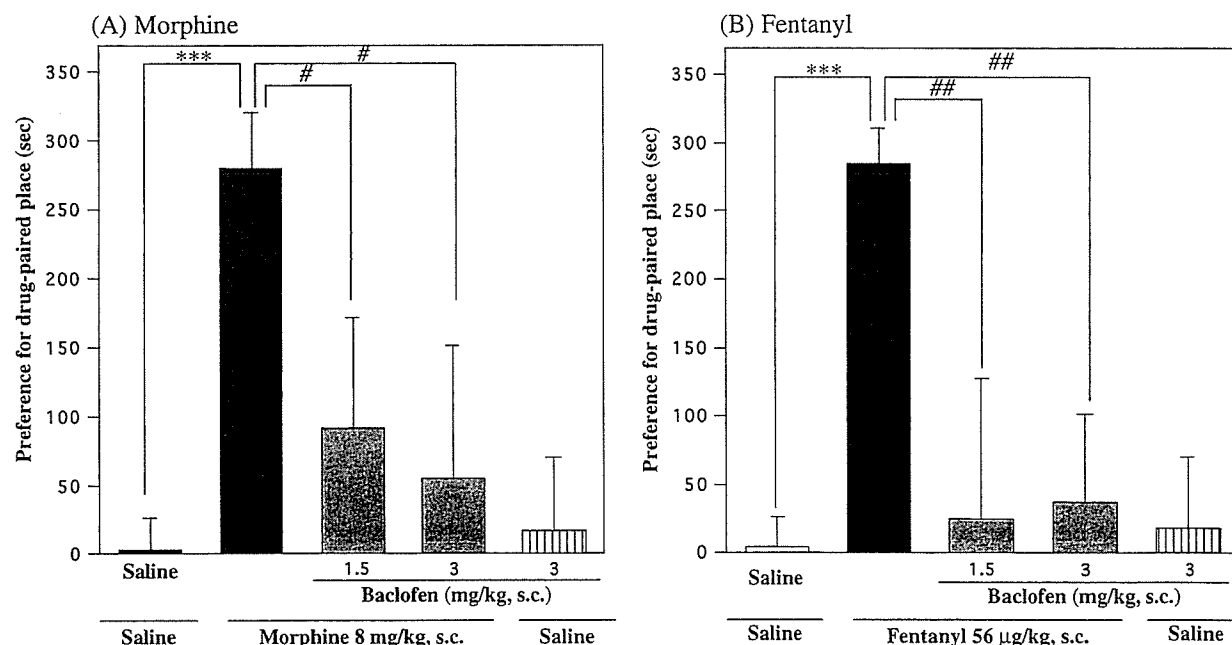 (A) Morphine
***
#
#
Preference for drug-paired place (sec)
350
300
250
200
150
100
50
0
Saline
1.5
3
3
Baclofen (mg/kg, s.c.)
Saline
Morphine 8 mg/kg, s.c.
Saline
(B) Fentanyl
***
##
##
Preference for drug-paired place (sec)
350
300
250
200
150
100
50
0
Saline
1.5
3
3
Baclofen (mg/kg, s.c.)
Saline
Fentanyl 56 μg/kg, s.c.
Saline